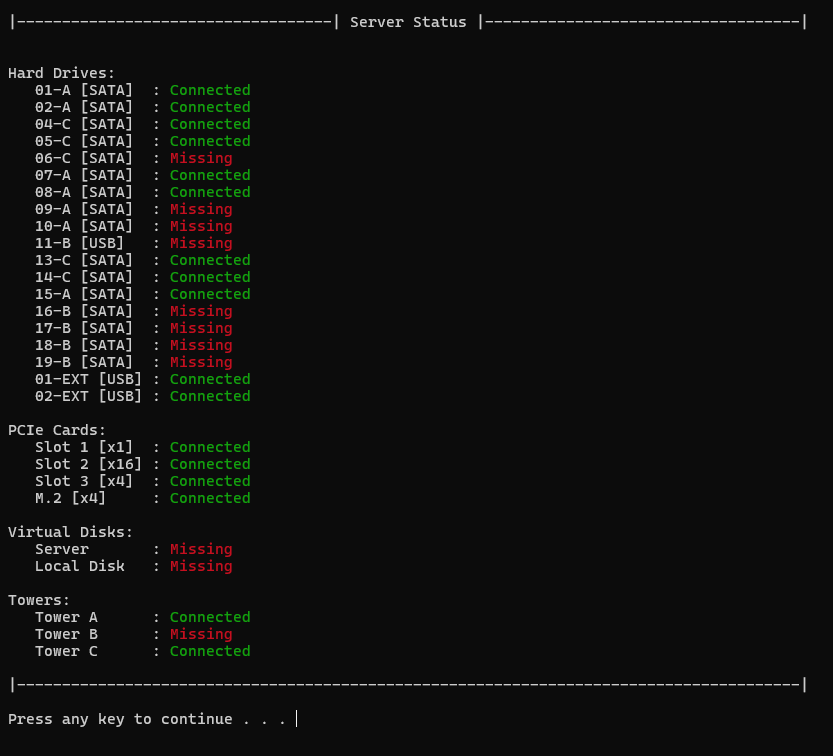 |-----------------------------------| Server Status |-----------------------------------|
Hard Drives:
01-A [SATA] : Connected
02-A [SATA] : Connected
04-C [SATA] : Connected
05-C [SATA] : Connected
06-C [SATA] : Missing
07-A [SATA] : Connected
08-A [SATA] : Connected
09-A [SATA] : Missing
10-A [SATA] : Missing
11-B [USB] : Missing
13-C [SATA] : Connected
14-C [SATA] : Connected
15-A [SATA] : Connected
16-B [SATA] : Missing
17-B [SATA] : Missing
18-B [SATA] : Missing
19-B [SATA] : Missing
01-EXT [USB] : Connected
02-EXT [USB] : Connected
PCIe Cards:
Slot 1 [x1] : Connected
Slot 2 [x16] : Connected
Slot 3 [x4] : Connected
M.2 [x4] : Connected
Virtual Disks:
Server : Missing
Local Disk : Missing
Towers:
Tower A : Connected
Tower B : Missing
Tower C : Connected
|---------------------------------------------------------------------------------------|
Press any key to continue . . .